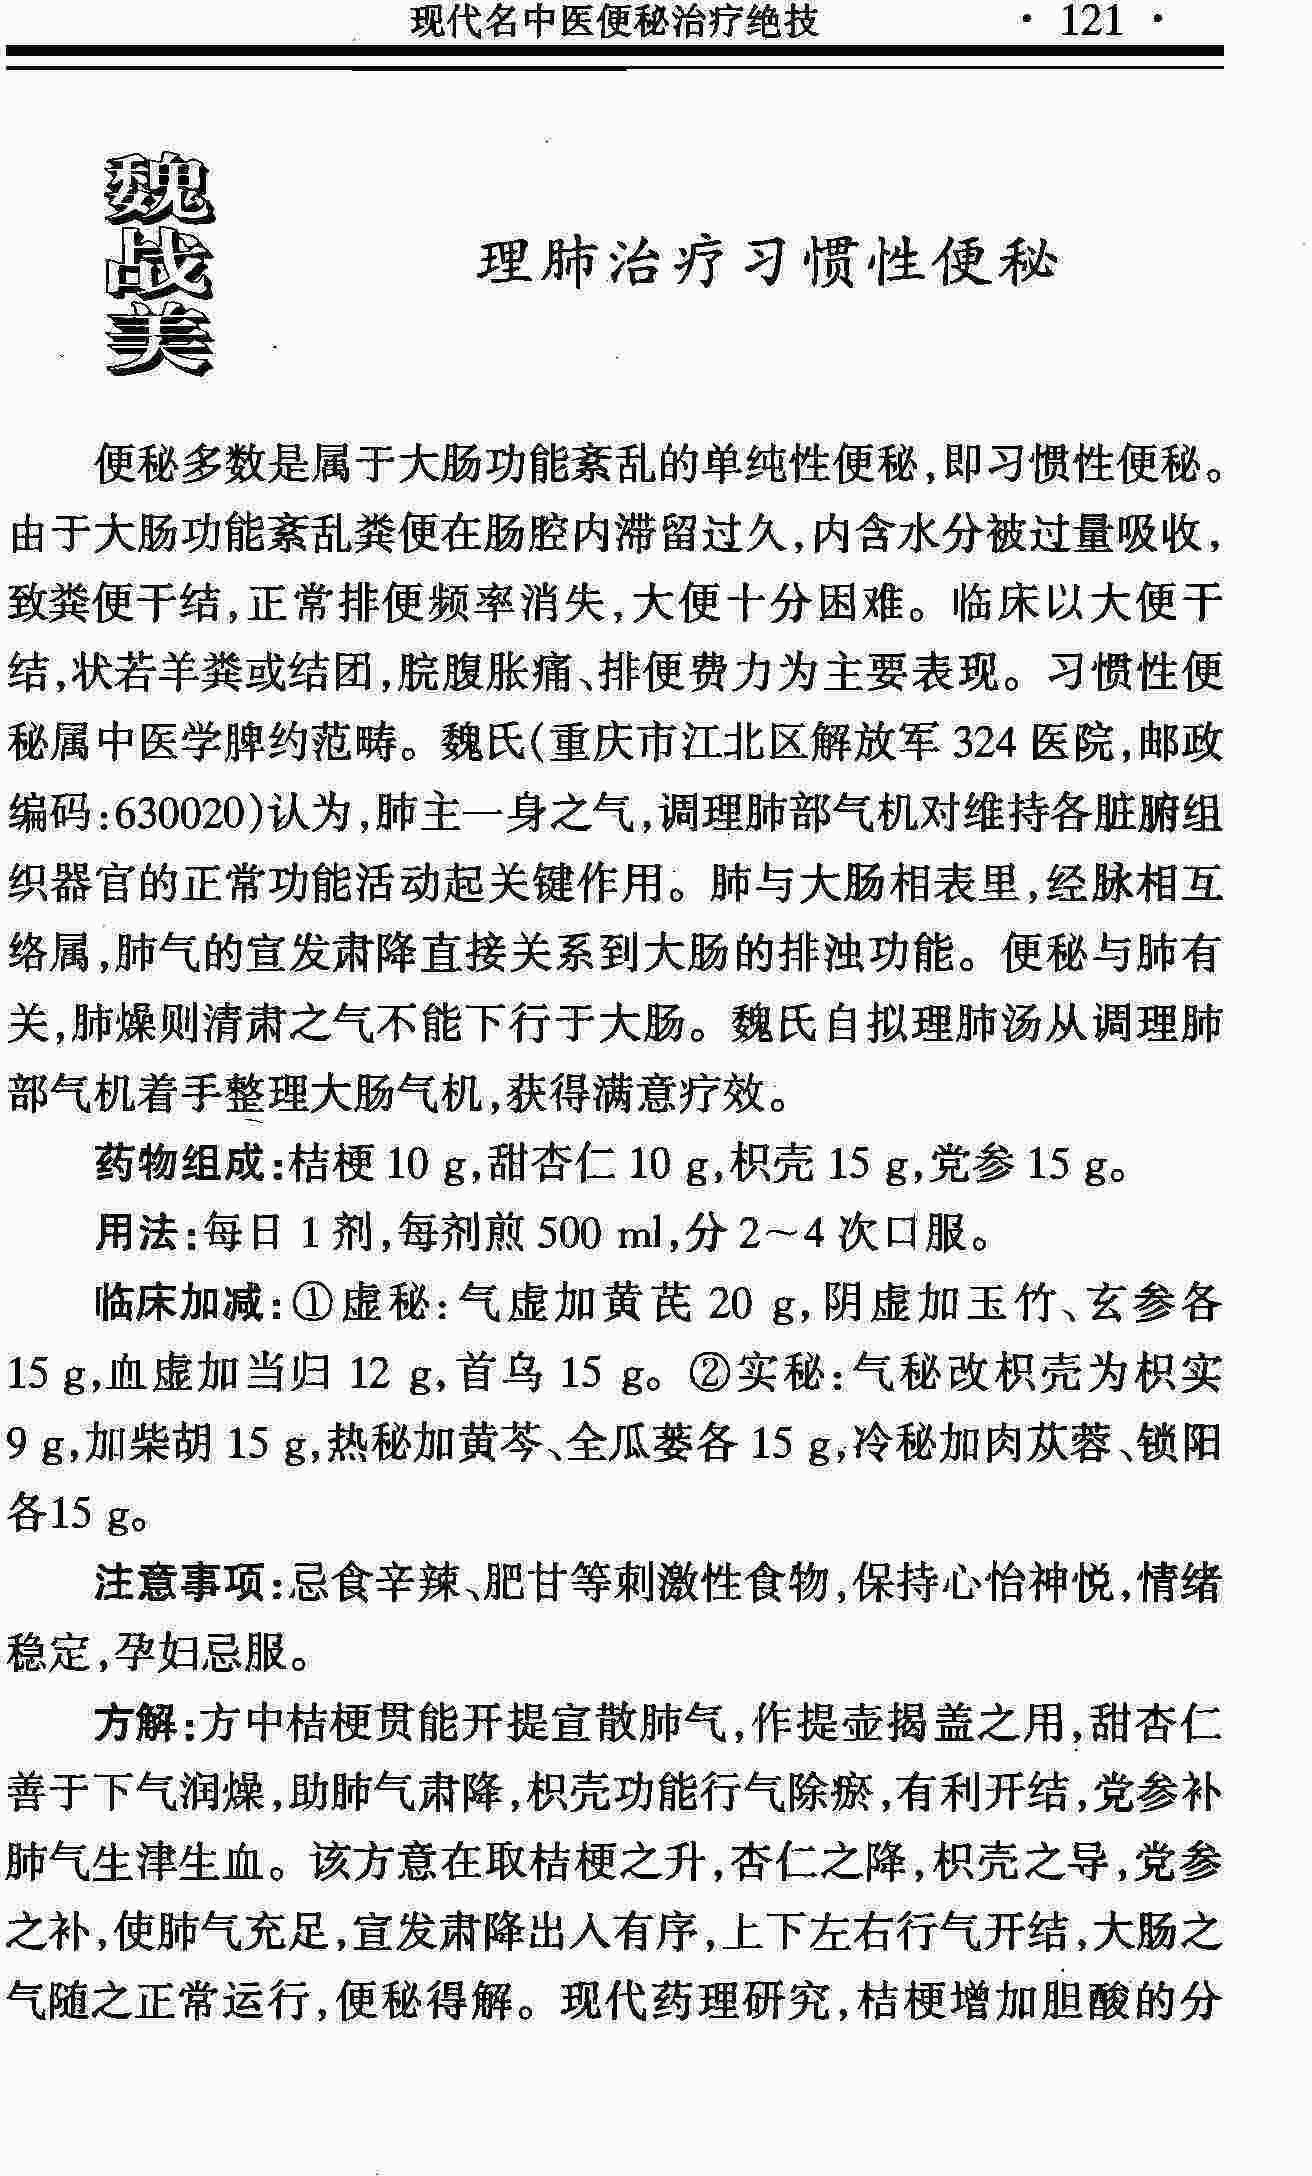 现代名中医便秘治疗绝技 · 121 ·
魏战美
理肺治疗习惯性便秘
便秘多数是属于大肠功能紊乱的单纯性便秘,即习惯性便秘。
由于大肠功能紊乱粪便在肠腔内滞留过久,内含水分被过量吸收,
致粪便干结,正常排便频率消失,大便十分困难。临床以大便干
结,状若羊粪或结团,脘腹胀痛、排便费力为主要表现。习惯性便
秘属中医学脾约范畴。魏氏(重庆市江北区解放军 324 医院,邮政
编码:630020)认为,肺主一身之气,调理肺部气机对维持各脏腑组
织器官的正常功能活动起关键作用。肺与大肠相表里,经脉相互
络属,肺气的宣发肃降直接关系到大肠的排浊功能。便秘与肺有
关,肺燥则清肃之气不能下行于大肠。魏氏自拟理肺汤从调理肺
部气机着手整理大肠气机,获得满意疗效。
药物组成:桔梗 10 g,甜杏仁 10 g,枳壳 15 g,党参 15 g。
用法:每日 1 剂,每剂煎 500 ml,分 2～4 次口服。
临床加减:①虚秘:气虚加黄芪 20 g,阴虚加玉竹、玄参各
15 g,血虚加当归 12 g,首乌 15 g。②实秘:气秘改枳壳为枳实
9 g,加柴胡 15 g,热秘加黄芩、全瓜蒌各 15 g,冷秘加肉苁蓉、锁阳
各15 g。
注意事项:忌食辛辣、肥甘等刺激性食物,保持心怡神悦,情绪
稳定,孕妇忌服。
方解:方中桔梗贯能开提宣散肺气,作提壶揭盖之用,甜杏仁
善于下气润燥,助肺气肃降,枳壳功能行气除瘀,有利开结,党参补
肺气生津生血。该方意在取桔梗之升,杏仁之降,枳壳之导,党参
之补,使肺气充足,宣发肃降出入有序,上下左右行气开结,大肠之
气随之正常运行,便秘得解。现代药理研究,桔梗增加胆酸的分